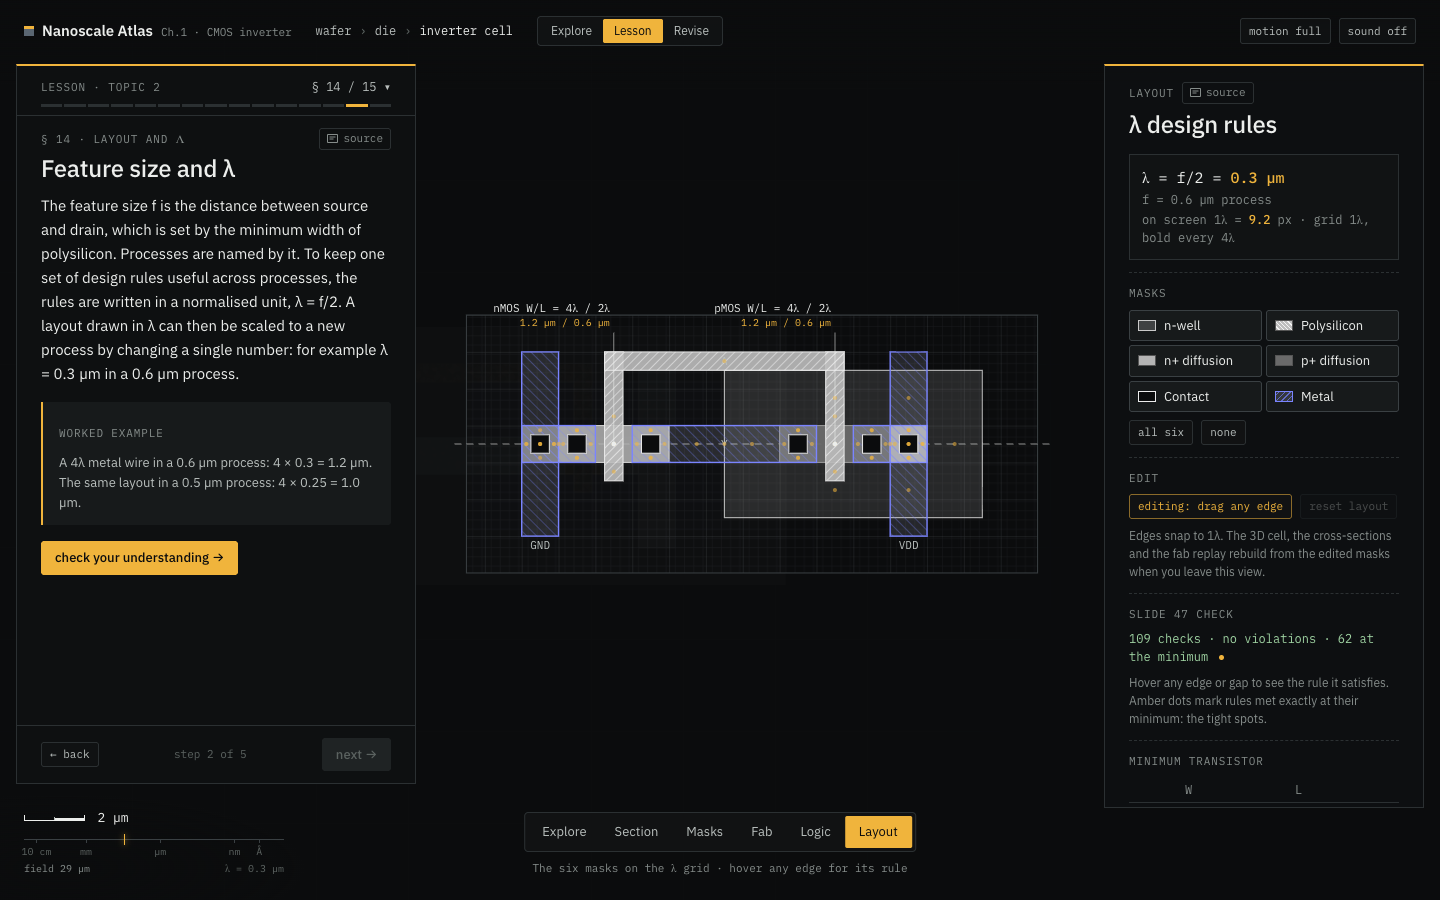 Nanoscale Atlas Ch.1 · CMOS inverter wafer › die › inverter cell Explore Lesson Revise motion full sound off
LESSON · TOPIC 2 § 14 / 15 ▾
§ 14 · LAYOUT AND Λ source
Feature size and λ
The feature size f is the distance between source
and drain, which is set by the minimum width of
polysilicon. Processes are named by it. To keep one
set of design rules useful across processes, the
rules are written in a normalised unit, λ = f/2. A
layout drawn in λ can then be scaled to a new
process by changing a single number: for example λ
= 0.3 µm in a 0.6 µm process.
WORKED EXAMPLE
A 4λ metal wire in a 0.6 µm process: 4 × 0.3 = 1.2 µm.
The same layout in a 0.5 µm process: 4 × 0.25 = 1.0
µm.
check your understanding →
← back step 2 of 5 next →
nMOS W/L = 4λ / 2λ
1.2 µm / 0.6 µm
pMOS W/L = 4λ / 2λ
1.2 µm / 0.6 µm
GND VDD
LAYOUT source
λ design rules
λ = f/2 = 0.3 µm
f = 0.6 µm process
on screen 1λ = 9.2 px · grid 1λ,
bold every 4λ
MASKS
n-well Polysilicon
n+ diffusion p+ diffusion
Contact Metal
all six none
EDIT
editing: drag any edge reset layout
Edges snap to 1λ. The 3D cell, the cross-sections
and the fab replay rebuild from the edited masks
when you leave this view.
SLIDE 47 CHECK
109 checks · no violations · 62 at
the minimum
Hover any edge or gap to see the rule it satisfies.
Amber dots mark rules met exactly at their
minimum: the tight spots.
MINIMUM TRANSISTOR
W L
2 µm
10 cm mm µm nm Å
field 29 µm λ = 0.3 µm
Explore Section Masks Fab Logic Layout
The six masks on the λ grid · hover any edge for its rule